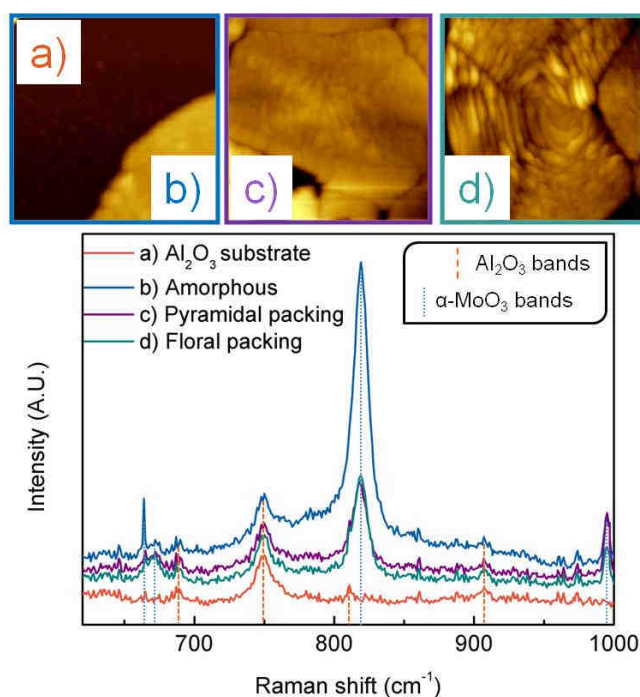 a)
b)
c)
d)
a) Al₂O₃ substrate
b) Amorphous
c) Pyramidal packing
d) Floral packing
Al₂O₃ bands
α-MoO₃ bands
Intensity (A.U.)
700 800 900 1000
Raman shift (cm⁻¹)